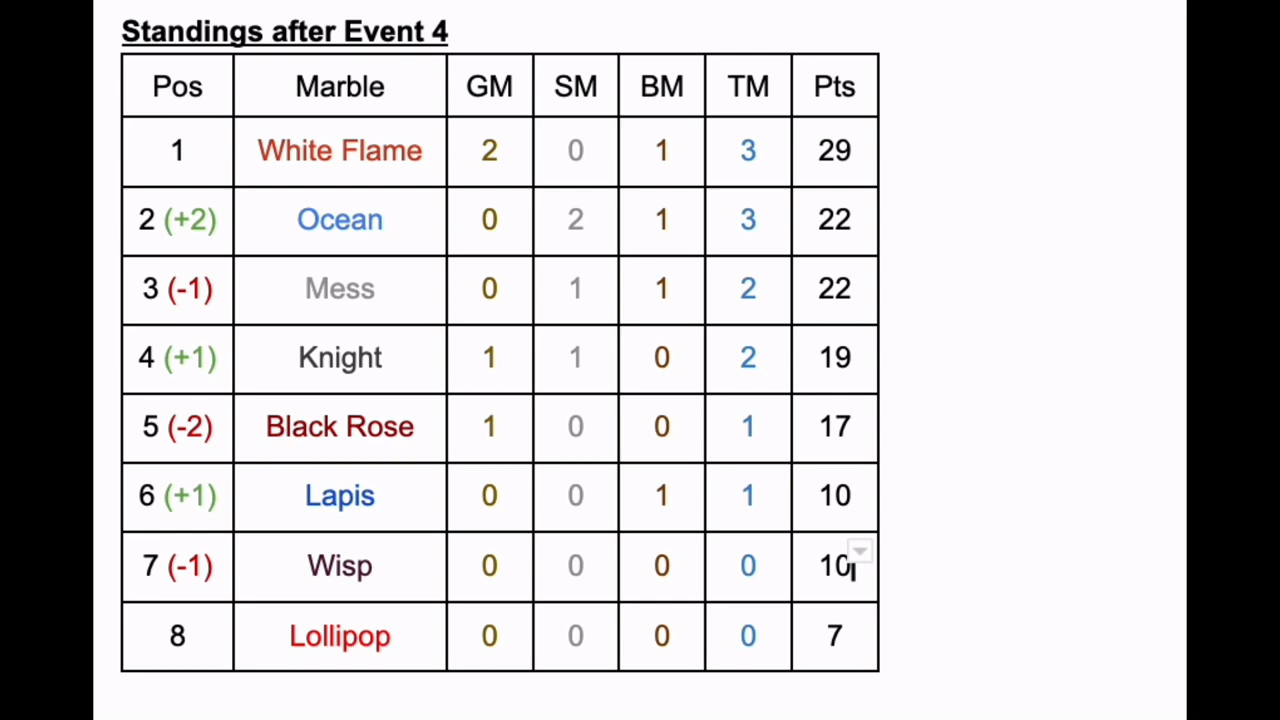 Standings after Event 4
Pos Marble GM SM BM TM Pts
1 White Flame 2 0 1 3 29
2 (+2) Ocean 0 2 1 3 22
3 (-1) Mess 0 1 1 2 22
4 (+1) Knight 1 1 0 2 19
5 (-2) Black Rose 1 0 0 1 17
6 (+1) Lapis 0 0 1 1 10
7 (-1) Wisp 0 0 0 0 10
8 Lollipop 0 0 0 0 7